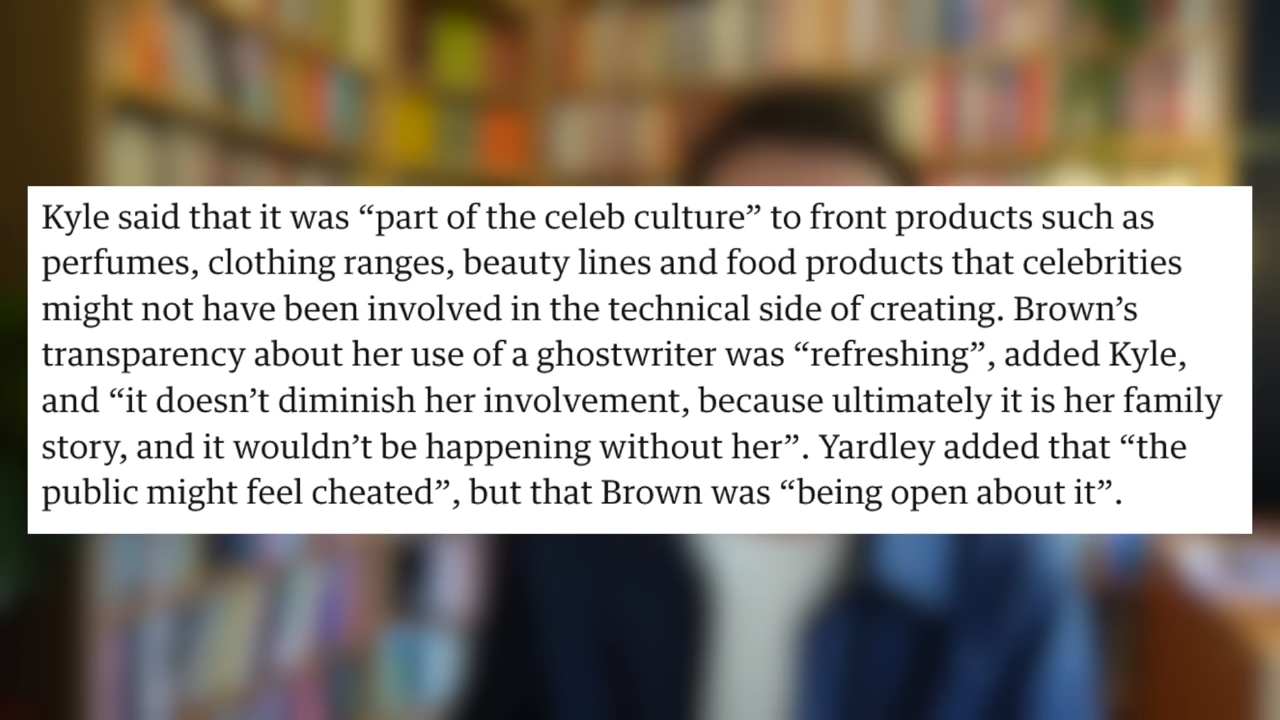 Kyle said that it was “part of the celeb culture” to front products such as
perfumes, clothing ranges, beauty lines and food products that celebrities
might not have been involved in the technical side of creating. Brown’s
transparency about her use of a ghostwriter was “refreshing”, added Kyle,
and “it doesn’t diminish her involvement, because ultimately it is her family
story, and it wouldn’t be happening without her”. Yardley added that “the
public might feel cheated”, but that Brown was “being open about it”.